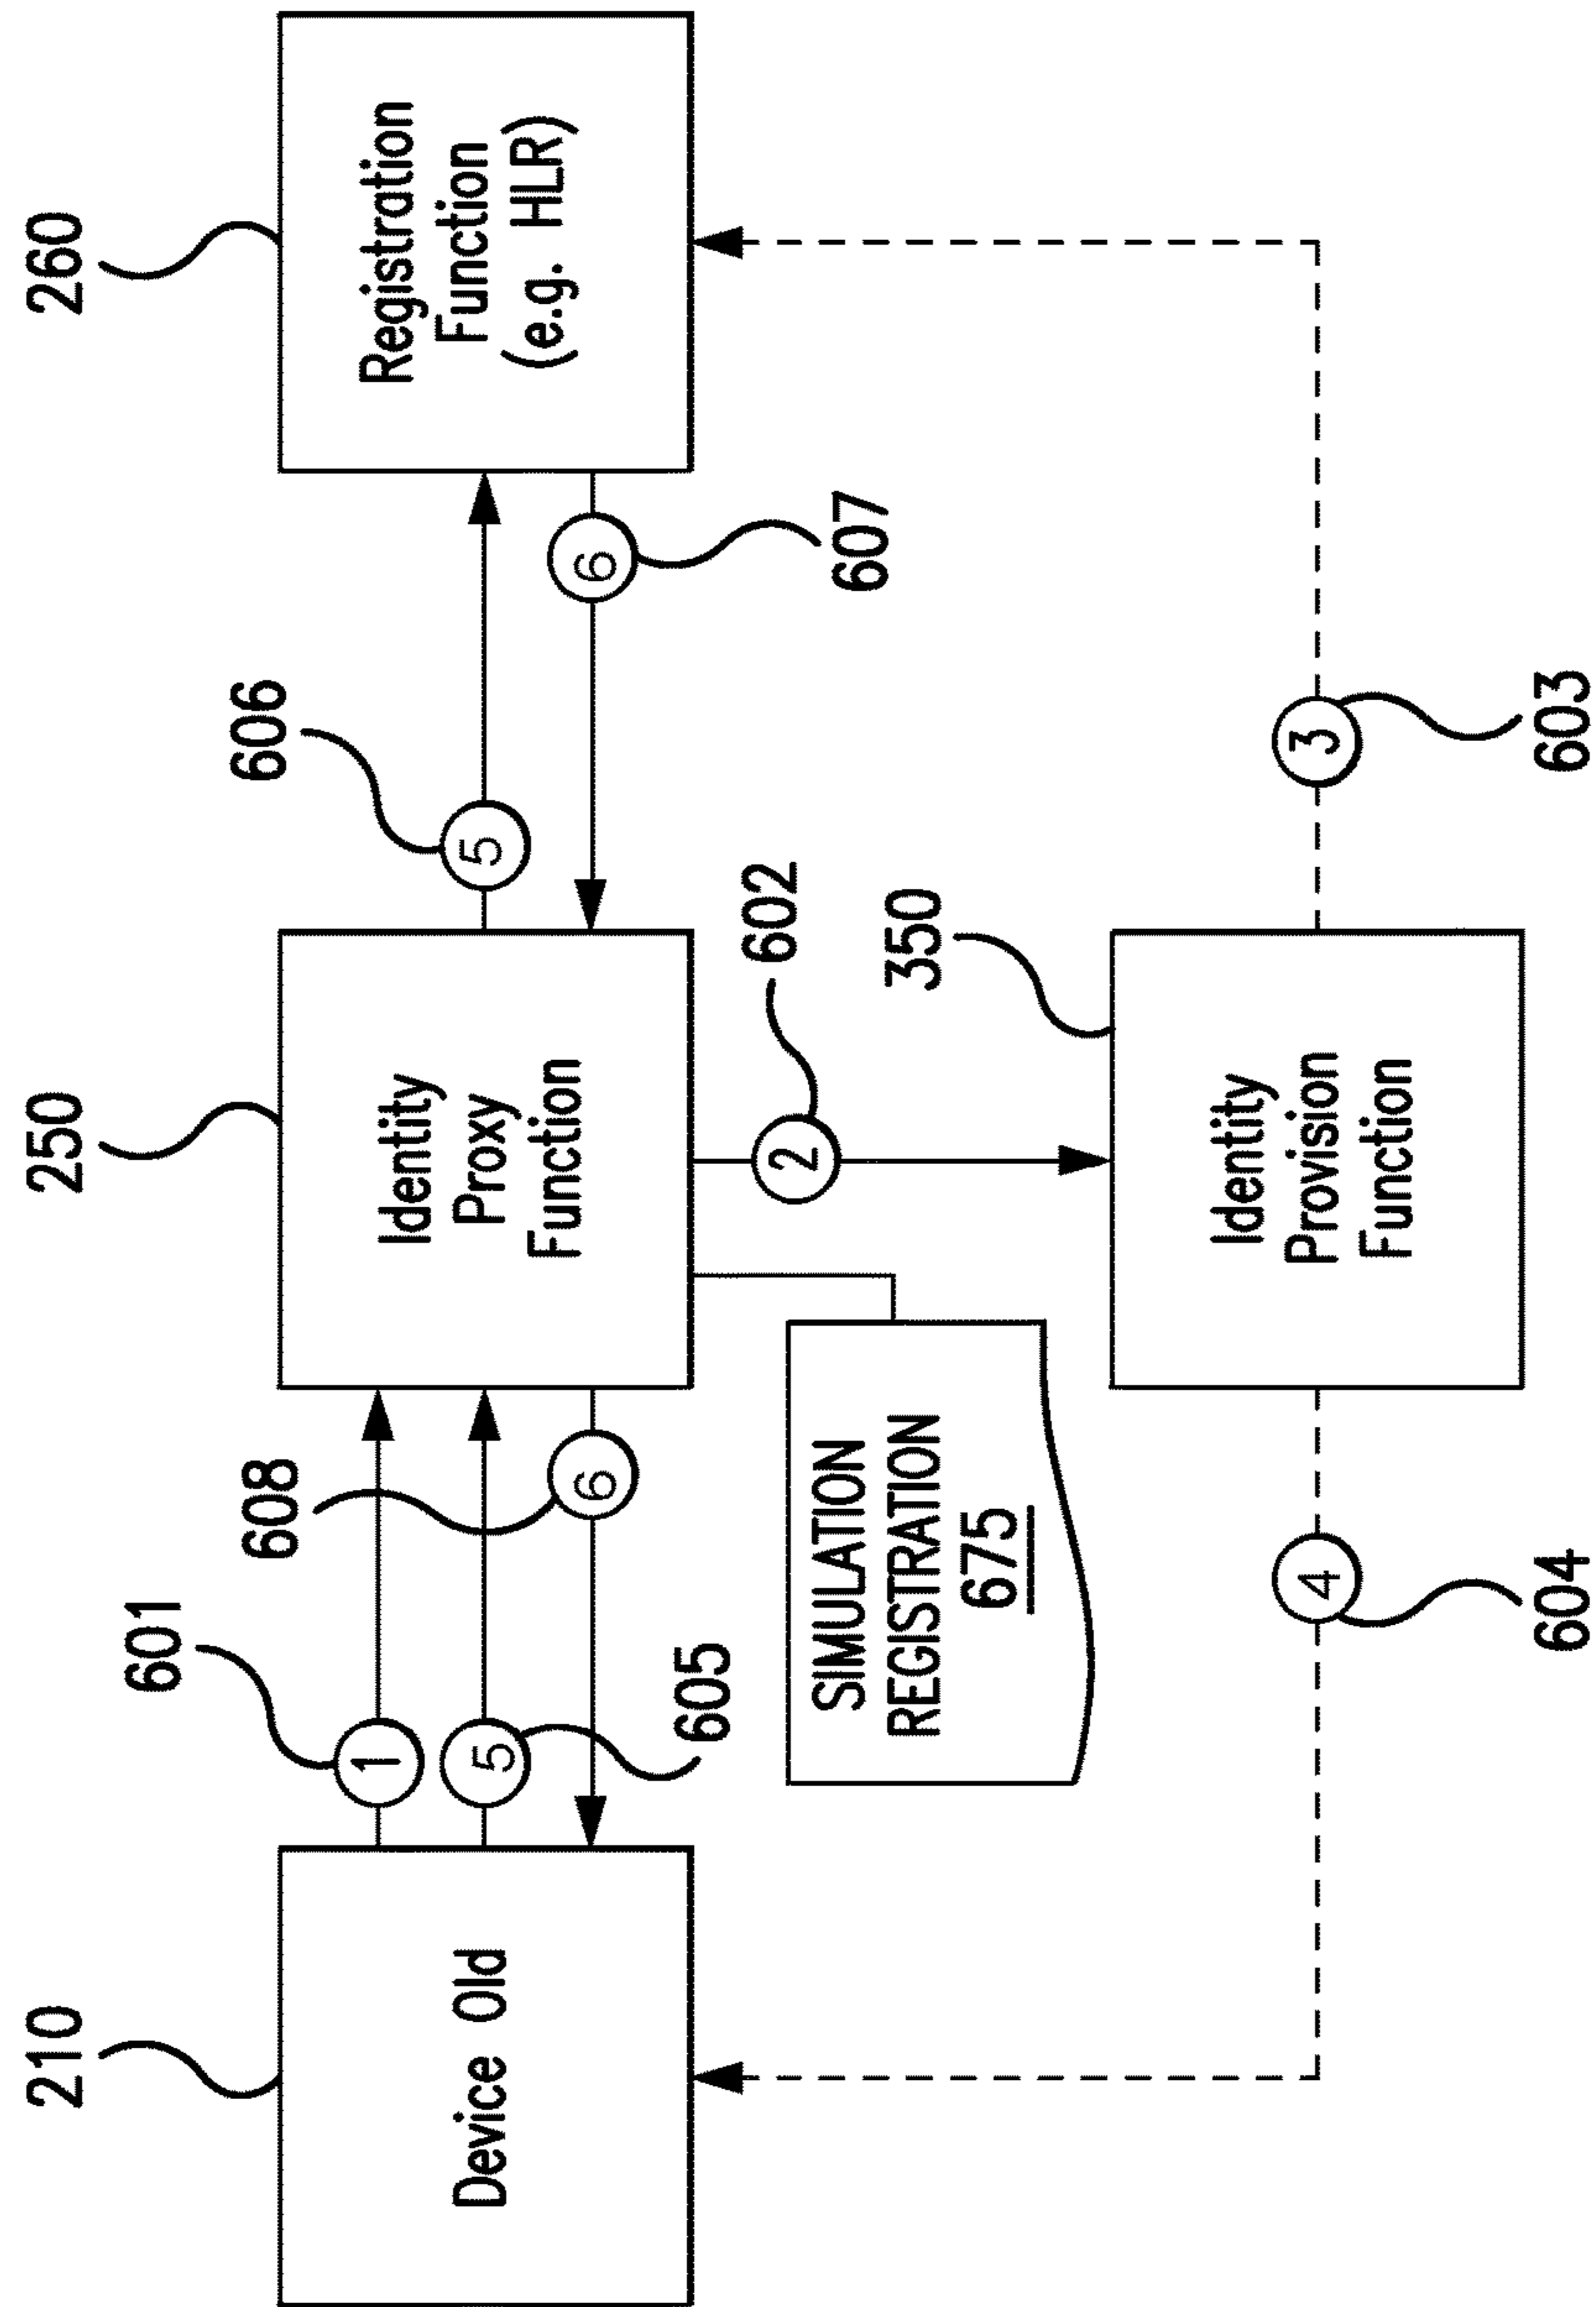 210
250
260
Device Old
Identity
Proxy
Function
Registration
Function
(e.g. HLR)
601
1
608
606
5
5
605
6
6
607
SIMULATION
REGISTRATION
675
2
602
350
Identity
Provision
Function
4
604
3
603